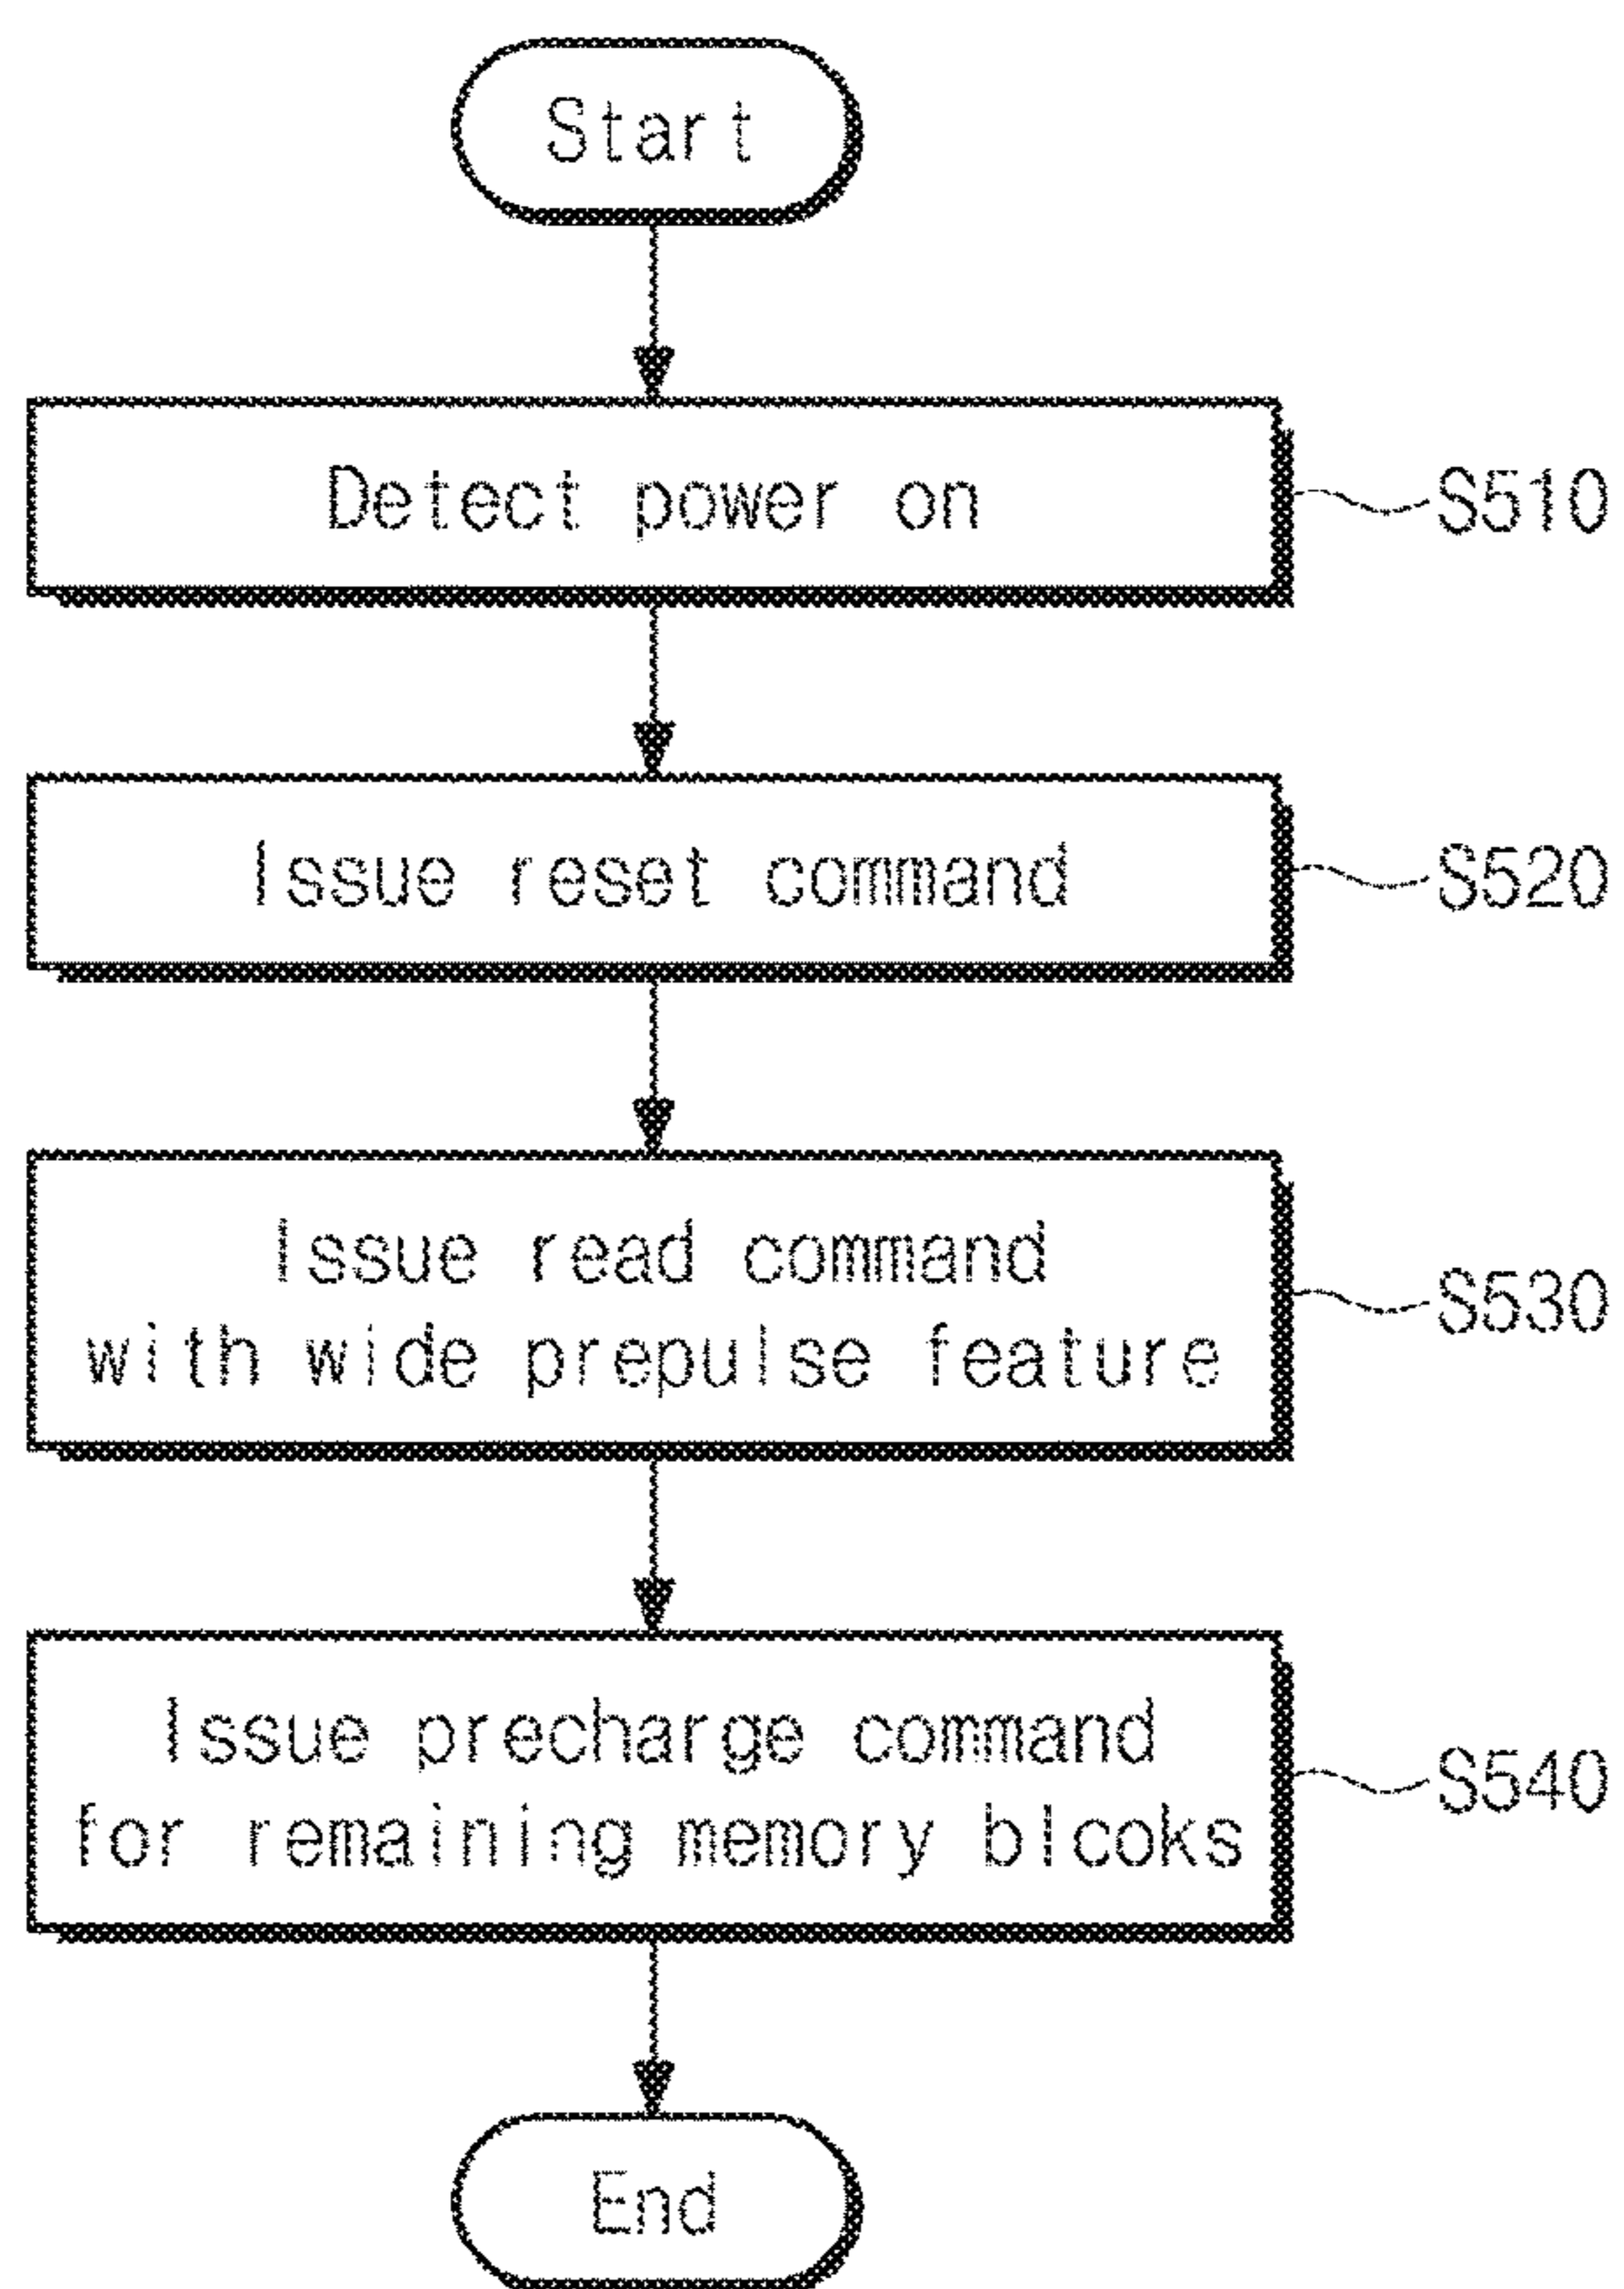 Start
Detect power on
S510
Issue reset command
S520
Issue read command
with wide prepulse feature
S530
Issue precharge command
for remaining memory blcoks
S540
End